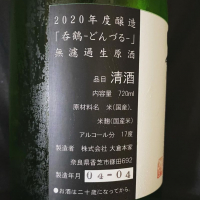 2020年度醸造
「呑鶴-どんづる-」
無濾過生原酒
品目 清酒
内容量 720ml
原材料名 米(国産)、
米麹(国産米)
アルコール分 17度
製造者 株式会社 大倉本家
奈良県香芝市鎌田692
製造年月 04-04
●お酒は二十歳になってから。